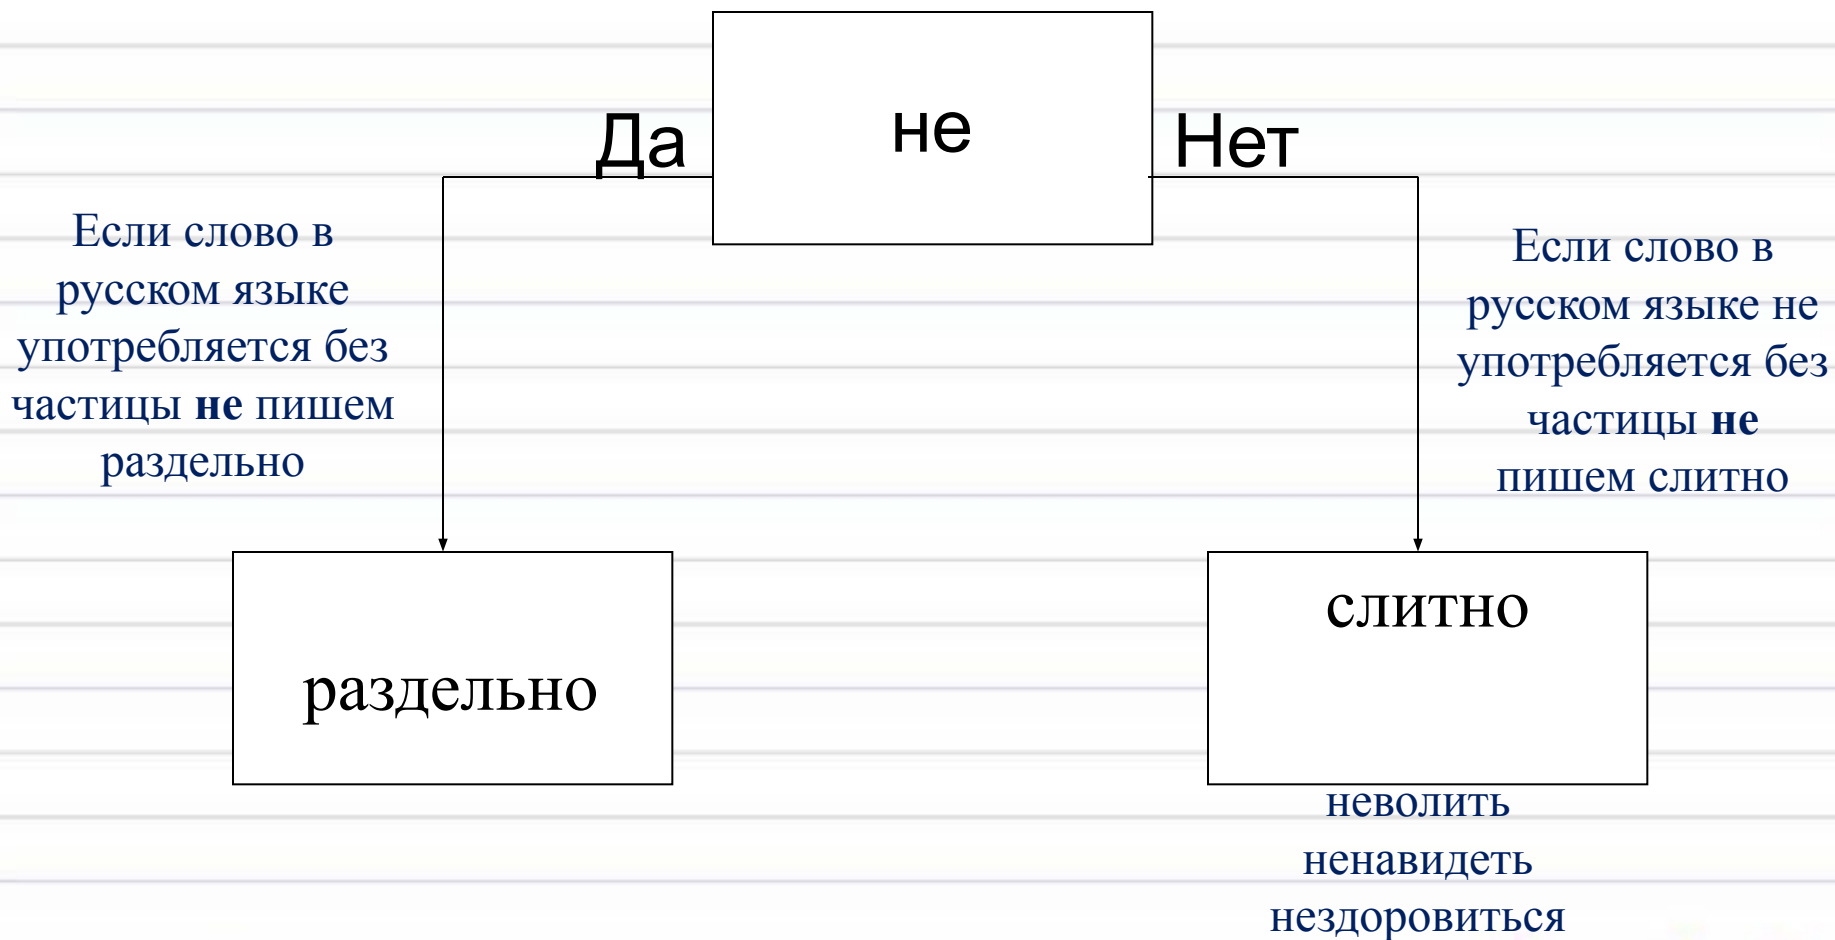 не
Да
Нет
Если слово в
русском языке
употребляется без
частицы не пишем
раздельно
Если слово в
русском языке не
употребляется без
частицы не
пишем слитно
раздельно
слитно
неволить
ненавидеть
нездоровиться